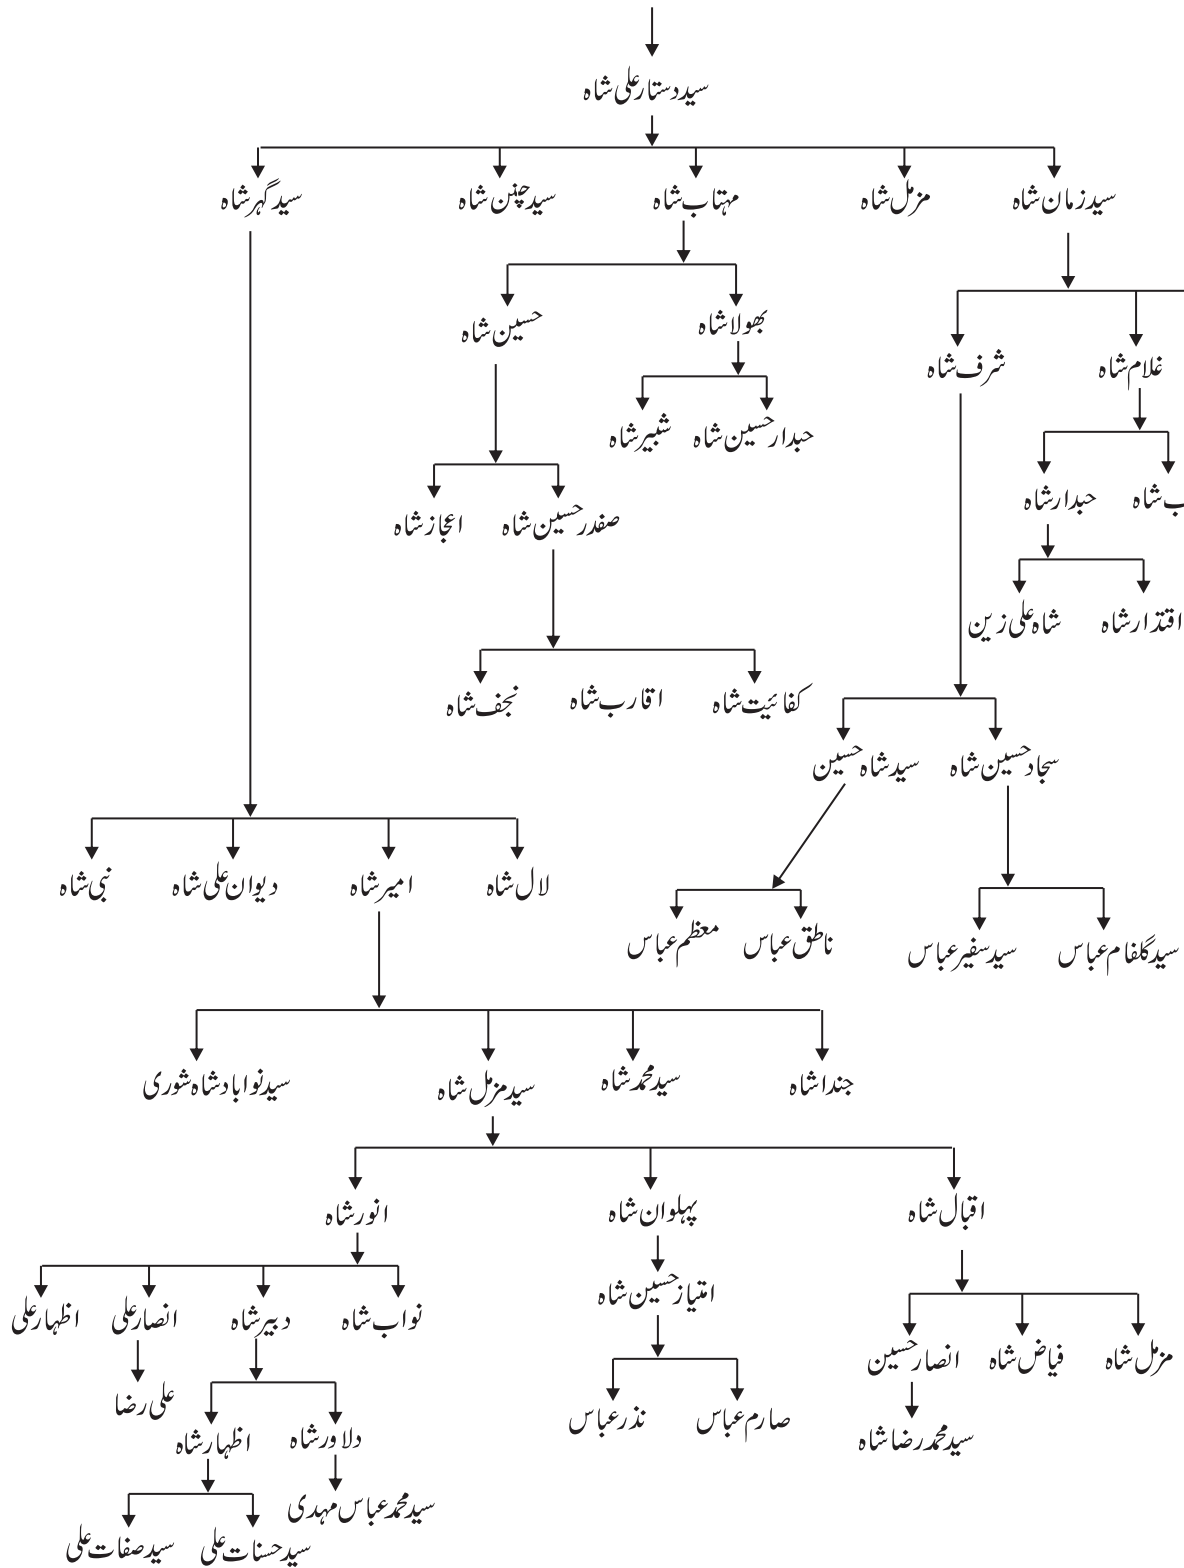 سید دستار علی شاہ
سید زمان شاہ مزمل شاہ مہتاب شاہ سید چنن شاہ سید گہر شاہ
بھولا شاہ حسین شاہ
غلام شاہ شرف شاہ
حبدار حسین شاہ شبیر شاہ
حبدار شاہ
صفدر حسین شاہ اعجاز شاہ
اقتدار شاہ شاہ علی زین
کفائیت شاہ اقارب شاہ نجف شاہ
سجاد حسین شاہ سید شاہ حسین
لال شاہ امیر شاہ دیوان علی شاہ نبی شاہ
سید گلفام عباس سید سفیر عباس ناطق عباس معظم عباس
جندا شاہ سید محمد شاہ سید مزمل شاہ سید نوابادشاہ شوری
اقبال شاہ پہلوان شاہ انور شاہ
امتیاز حسین شاہ
نواب شاہ دبیر شاہ انصار علی اظہار علی
مزمل شاہ فیاض شاہ انصار حسین
علی رضا
صارم عباس نذر عباس
سید محمد رضا شاہ
دلاور شاہ اظہار شاہ
سید محمد عباس مہدی
سید حسنات علی سید صفات علی